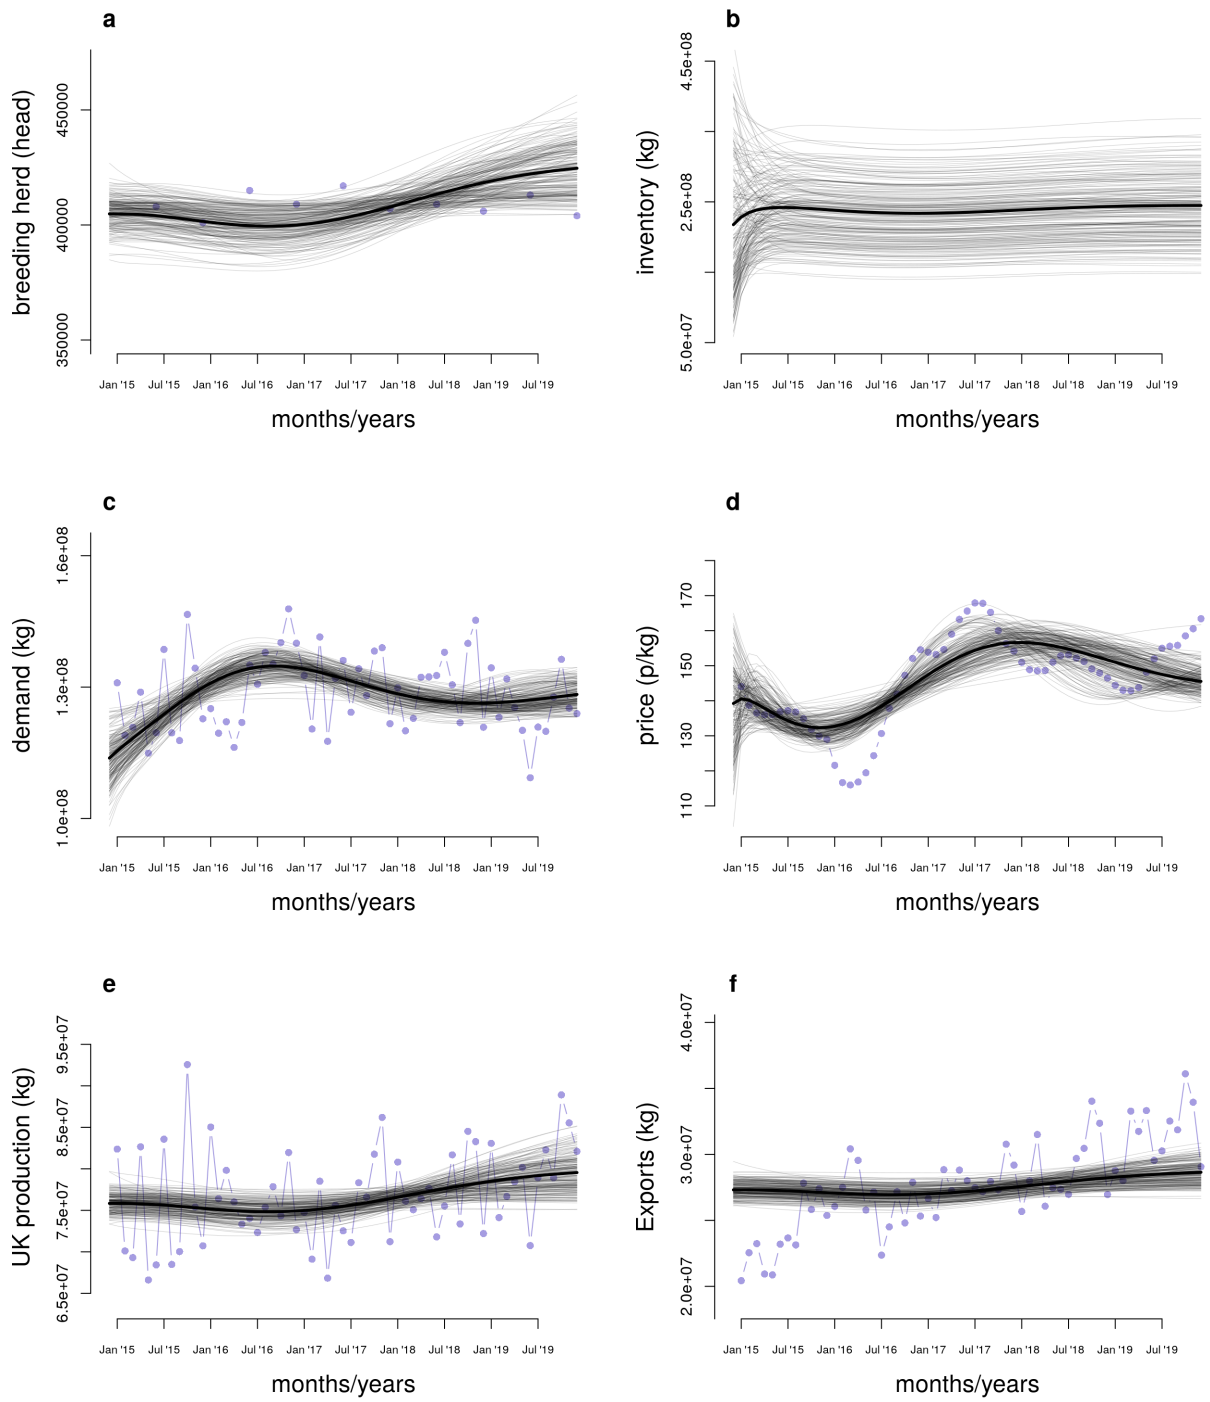 a
breeding herd (head)
450000
400000
350000
Jan '15 Jul '15 Jan '16 Jul '16 Jan '17 Jul '17 Jan '18 Jul '18 Jan '19 Jul '19
months/years
b
inventory (kg)
4.5e+08
2.5e+08
5.0e+07
Jan '15 Jul '15 Jan '16 Jul '16 Jan '17 Jul '17 Jan '18 Jul '18 Jan '19 Jul '19
months/years
c
demand (kg)
1.6e+08
1.3e+08
1.0e+08
Jan '15 Jul '15 Jan '16 Jul '16 Jan '17 Jul '17 Jan '18 Jul '18 Jan '19 Jul '19
months/years
d
price (p/kg)
170
150
130
110
Jan '15 Jul '15 Jan '16 Jul '16 Jan '17 Jul '17 Jan '18 Jul '18 Jan '19 Jul '19
months/years
e
UK production (kg)
9.5e+07
8.5e+07
7.5e+07
6.5e+07
Jan '15 Jul '15 Jan '16 Jul '16 Jan '17 Jul '17 Jan '18 Jul '18 Jan '19 Jul '19
months/years
f
Exports (kg)
4.0e+07
3.0e+07
2.0e+07
Jan '15 Jul '15 Jan '16 Jul '16 Jan '17 Jul '17 Jan '18 Jul '18 Jan '19 Jul '19
months/years